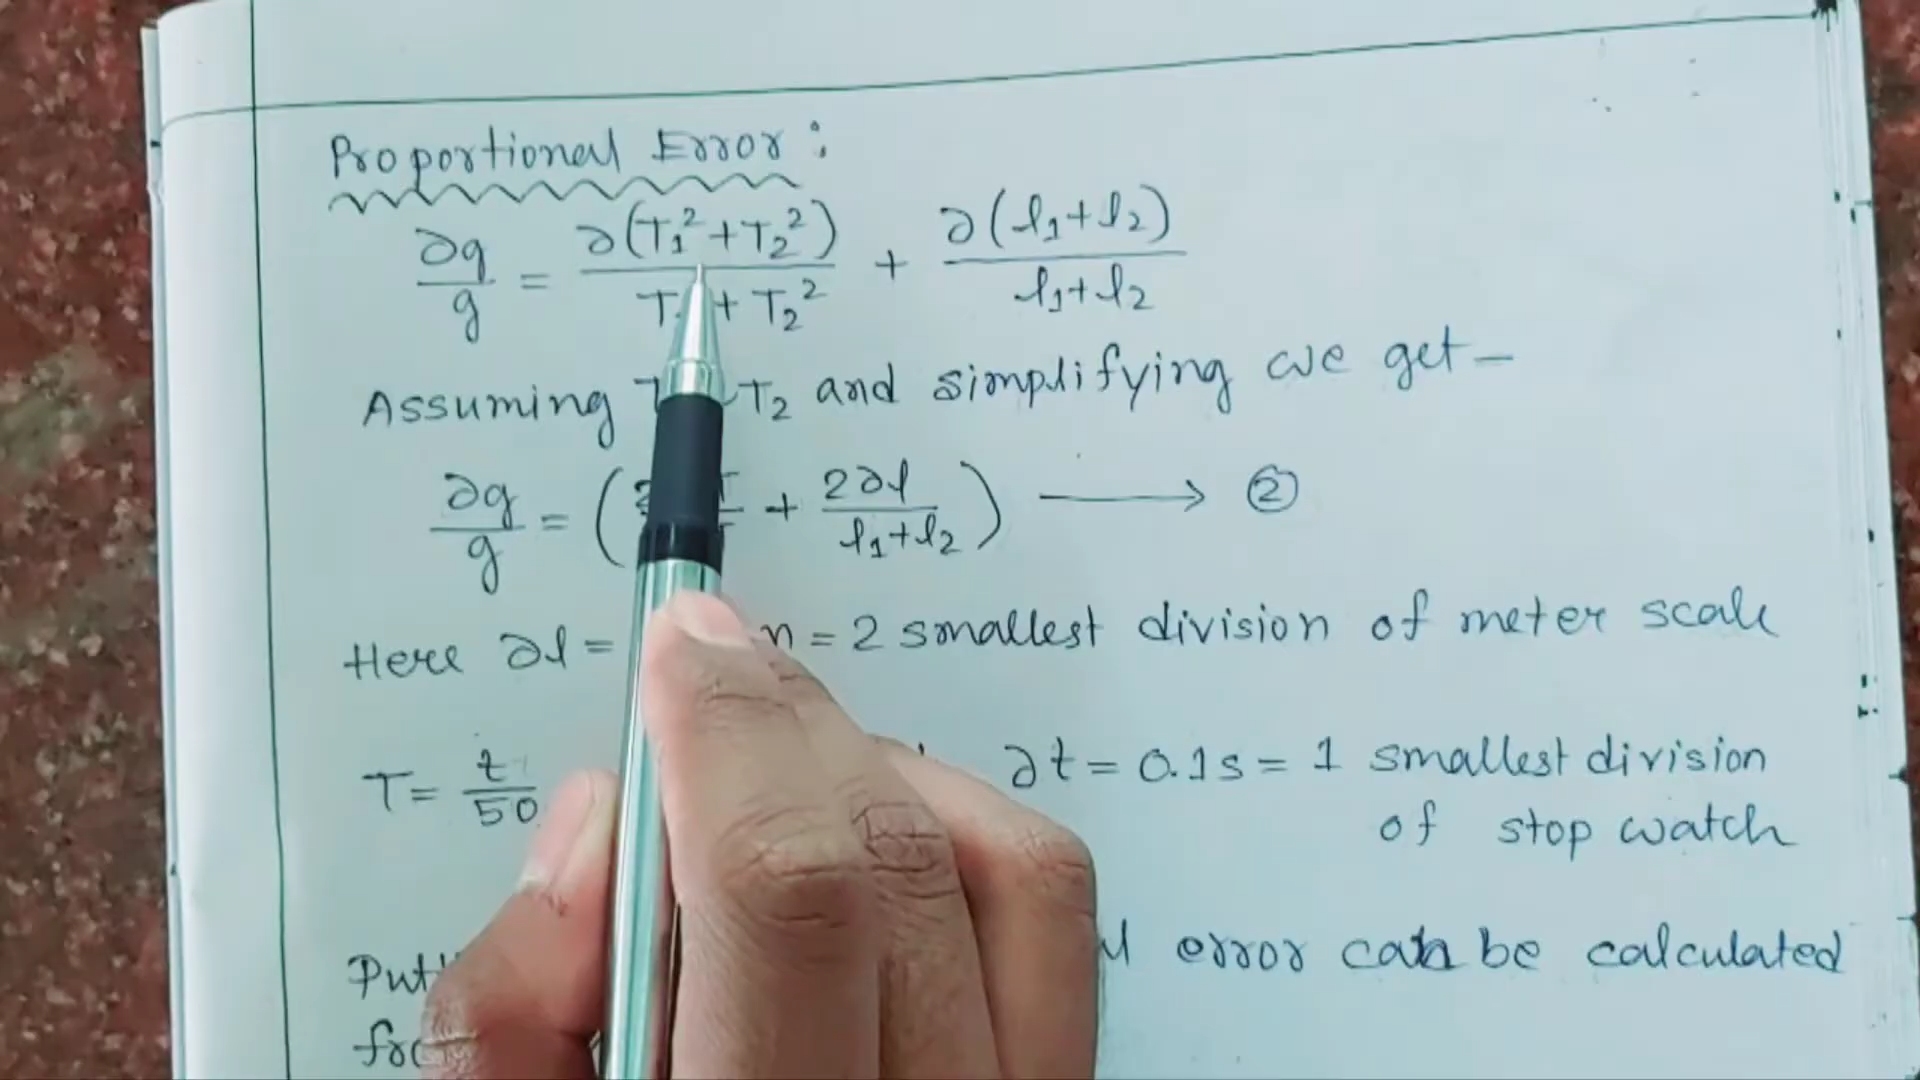 Proportional Error:
∂g/g = ∂(T₁²+T₂²)/T + T₂² + ∂(l₁+l₂)/l₁+l₂
Assuming T T₂ and simplifying we get-
∂g/g = ( + 2∂l/l₁+l₂) ⟶ ②
Here ∂l = = 2 smallest division of meter scale
T = t/50 ∂t = 0.1s = 1 smallest division
of stop watch
error can be calculated